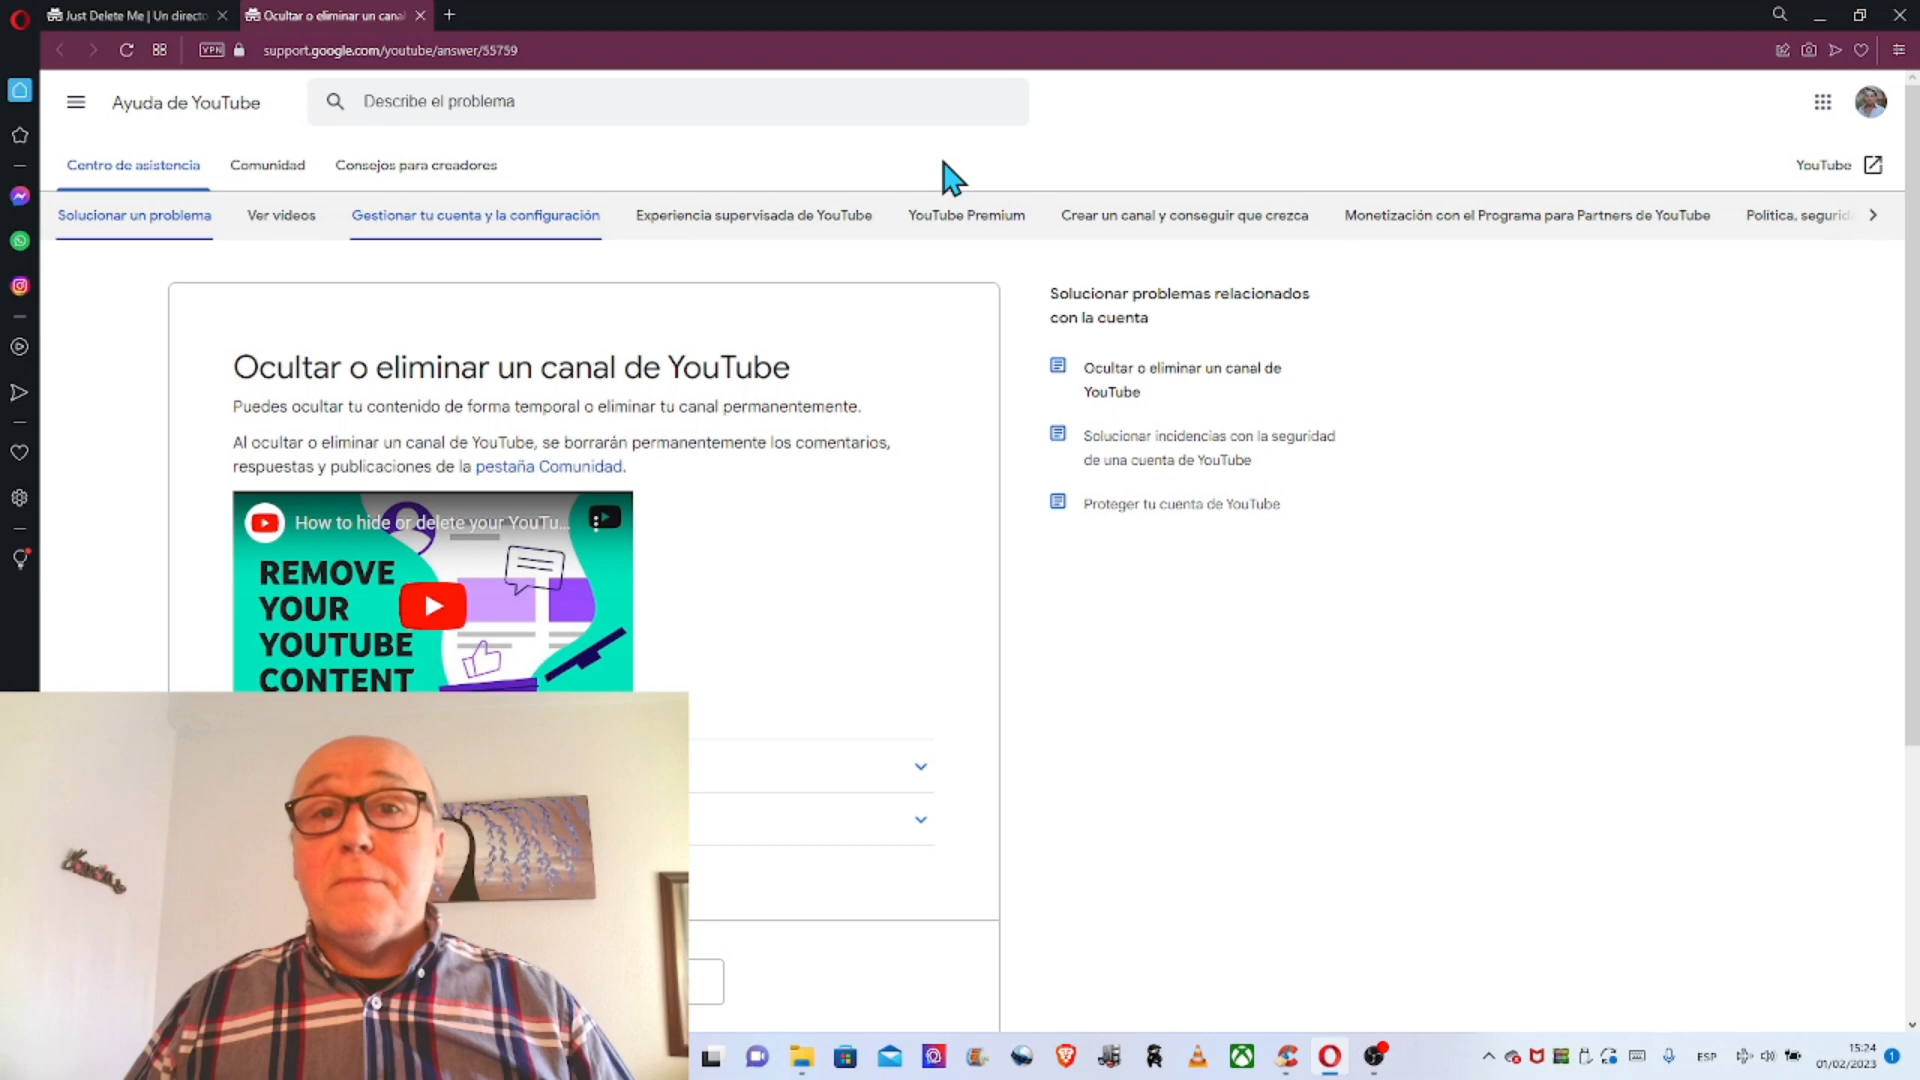 Just Delete Me | Un directo
Ocultar o eliminar un canal
VPN
support.google.com/youtube/answer/55759
Ayuda de YouTube
Describe el problema
Centro de asistencia
Comunidad
Consejos para creadores
YouTube
Solucionar un problema
Ver videos
Gestionar tu cuenta y la configuración
Experiencia supervisada de YouTube
YouTube Premium
Crear un canal y conseguir que crezca
Monetización con el Programa para Partners de YouTube
Política, segurid
Ocultar o eliminar un canal de YouTube
Puedes ocultar tu contenido de forma temporal o eliminar tu canal permanentemente.
Al ocultar o eliminar un canal de YouTube, se borrarán permanentemente los comentarios,
respuestas y publicaciones de la pestaña Comunidad.
How to hide or delete your YouTu...
REMOVE
YOUR
YOUTUBE
CONTENT
Solucionar problemas relacionados
con la cuenta
Ocultar o eliminar un canal de
YouTube
Solucionar incidencias con la seguridad
de una cuenta de YouTube
Proteger tu cuenta de YouTube
ESP
15:24
01/02/2023
1